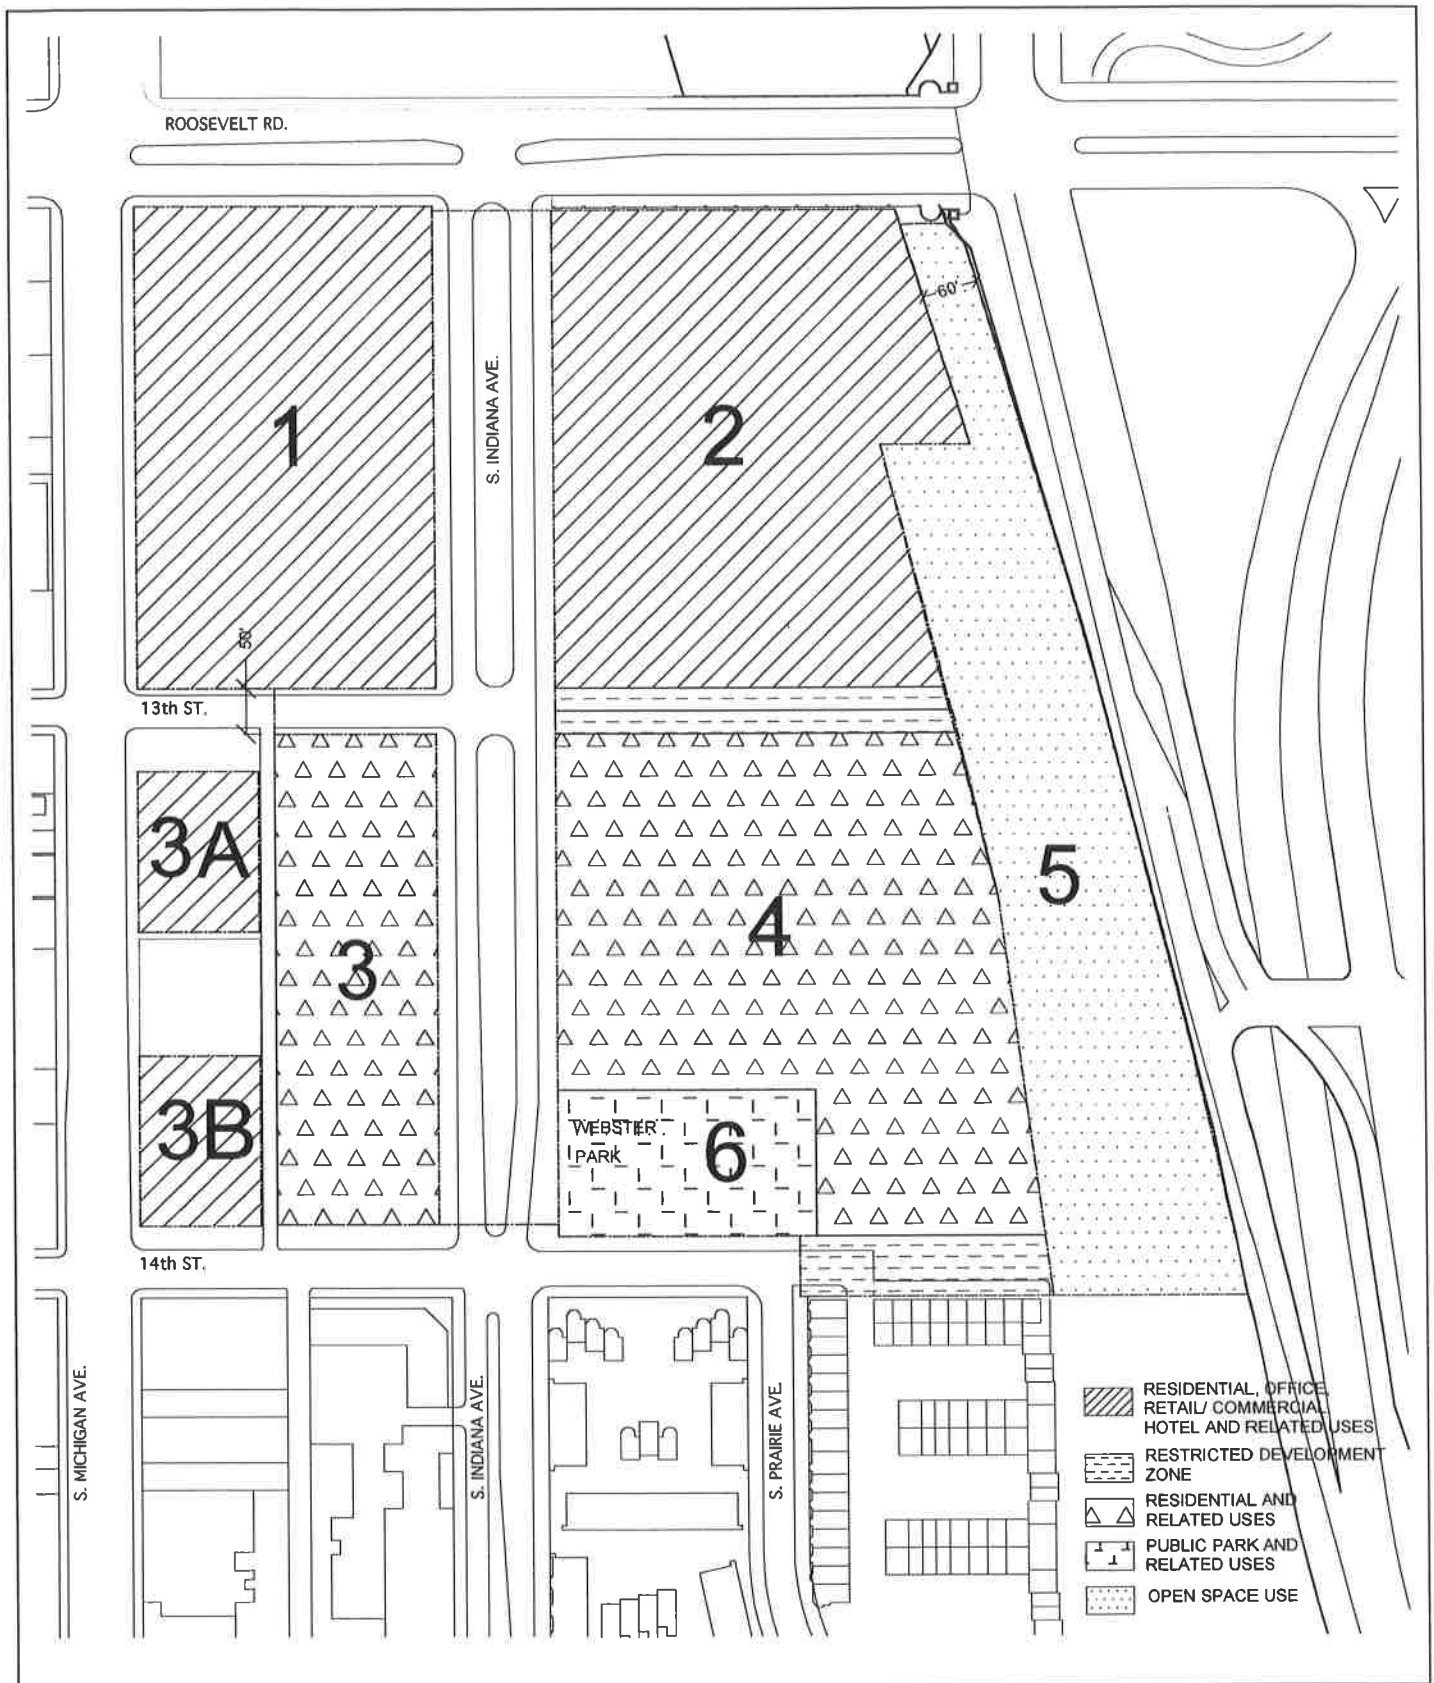 ROOSEVELT RD.
60'
1
S. INDIANA AVE.
2
13th ST.
3A
3
4
5
3B
WEBSTER
PARK
6
14th ST.
S. MICHIGAN AVE.
S. INDIANA AVE.
S. PRAIRIE AVE.
RESIDENTIAL, OFFICE,
RETAIL/ COMMERCIAL
HOTEL AND RELATED USES
RESTRICTED DEVELOPMENT
ZONE
RESIDENTIAL AND
RELATED USES
PUBLIC PARK AND
RELATED USES
OPEN SPACE USE